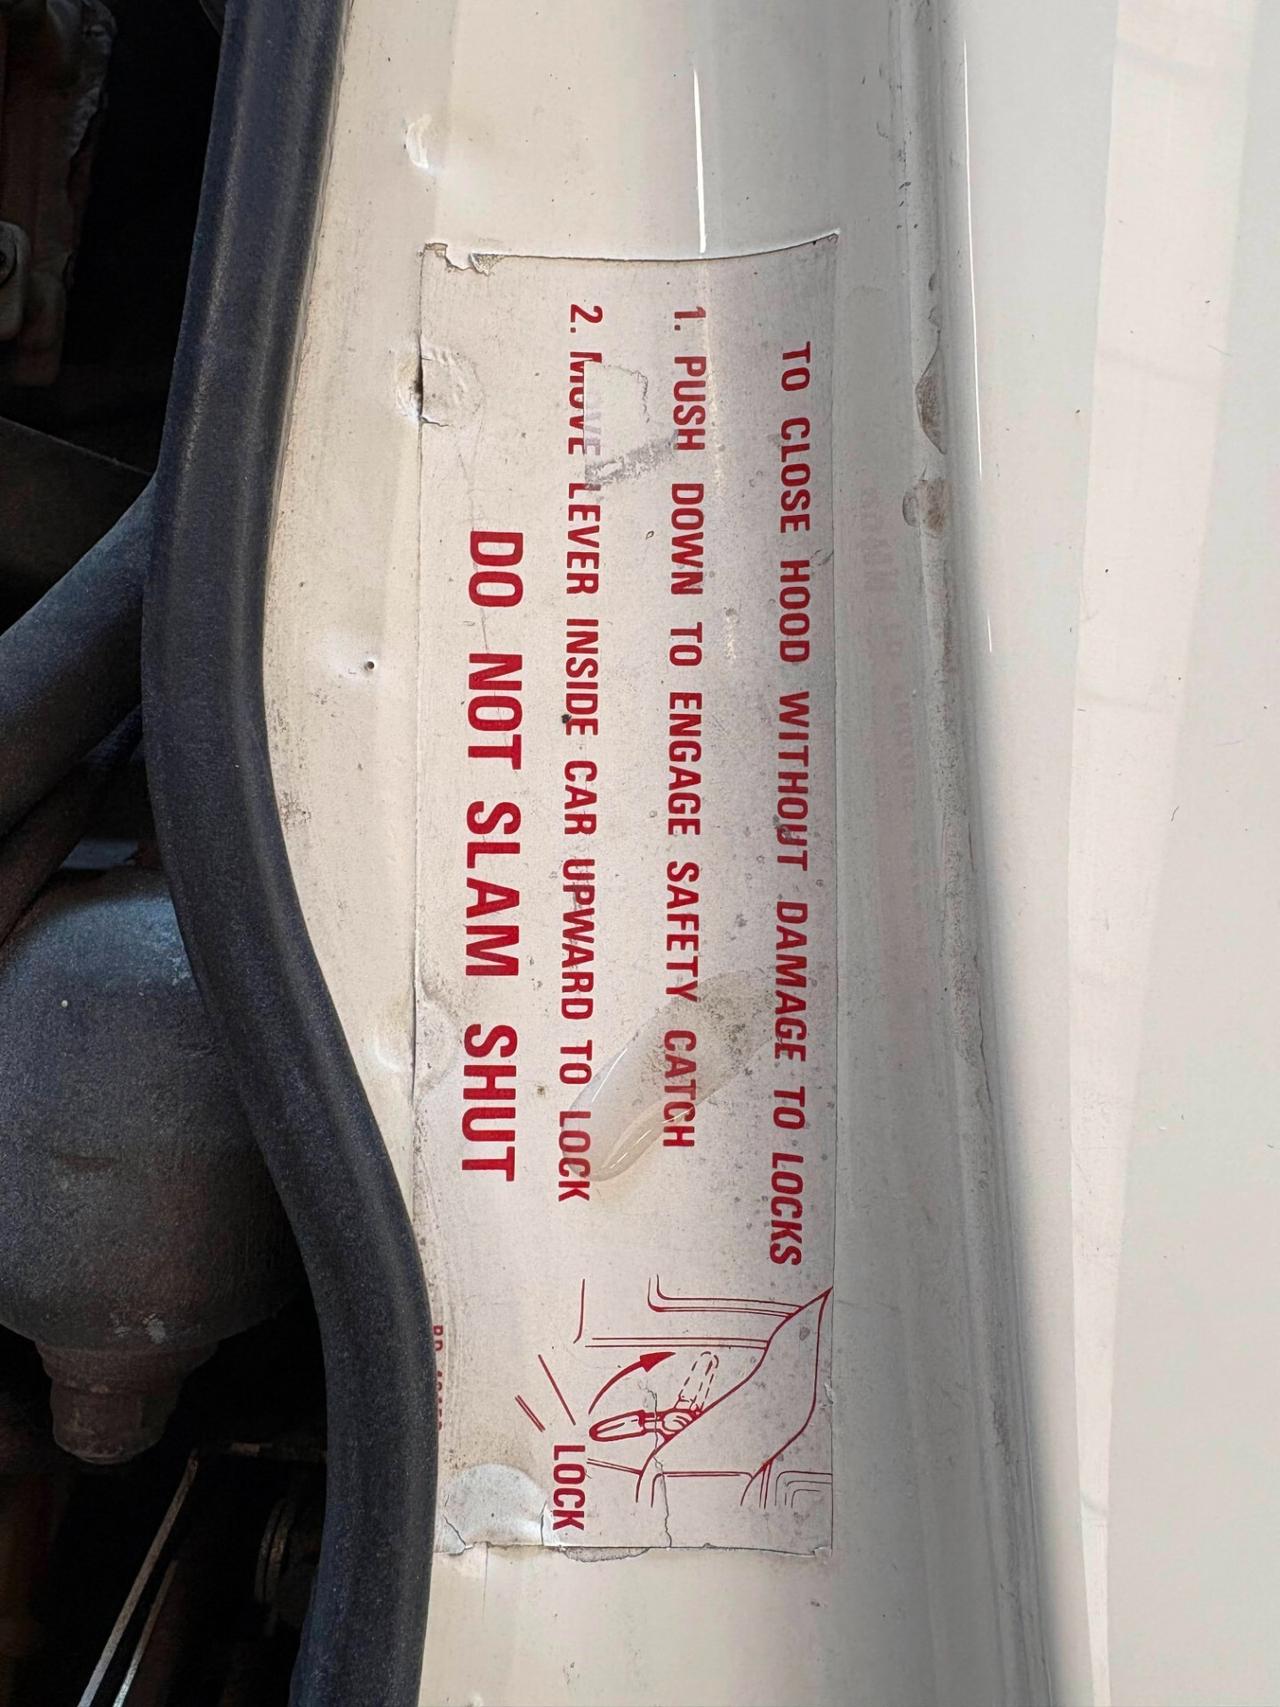 TO CLOSE HOOD WITHOUT DAMAGE TO LOCKS
1. PUSH DOWN TO ENGAGE SAFETY CATCH
2. MOVE LEVER INSIDE CAR UPWARD TO LOCK
DO NOT SLAM SHUT
LOCK